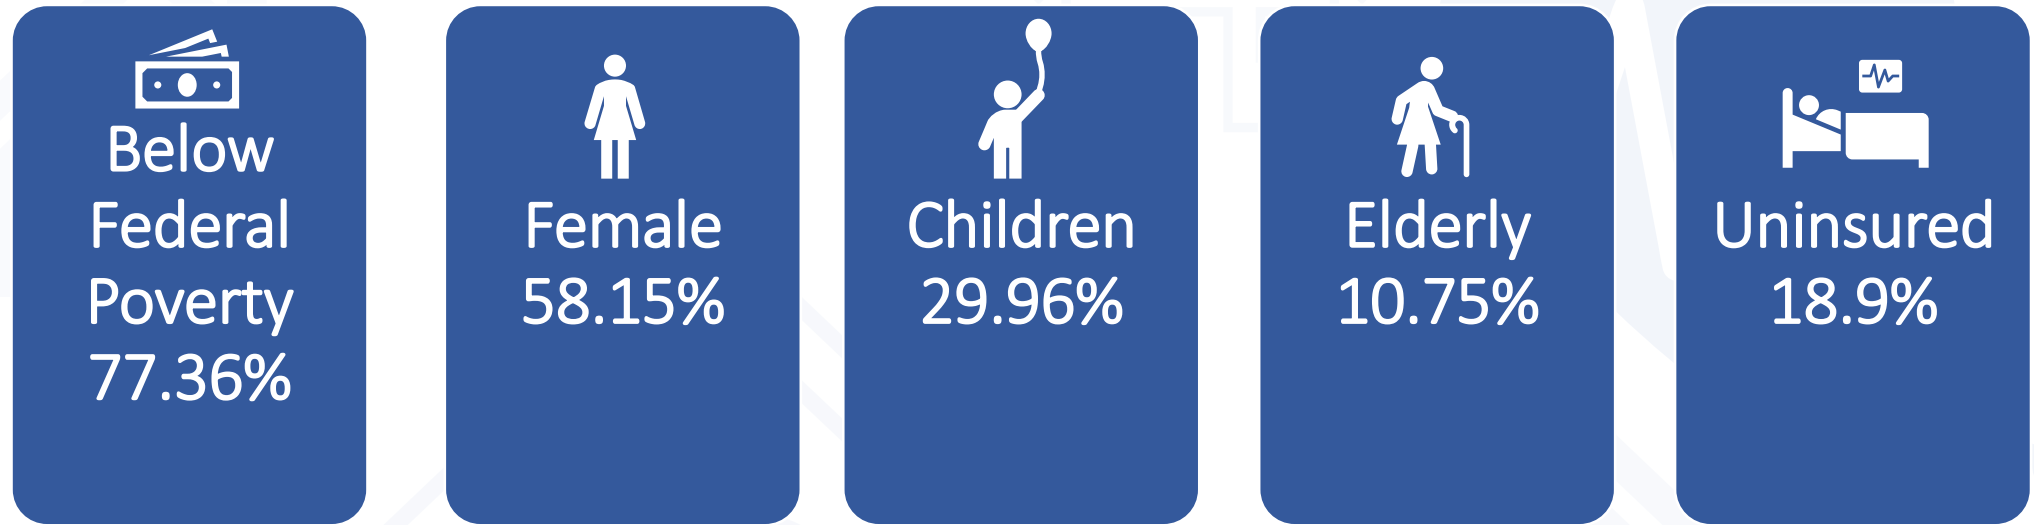 Below
Federal
Poverty
77.36%
Female
58.15%
Children
29.96%
Elderly
10.75%
Uninsured
18.9%